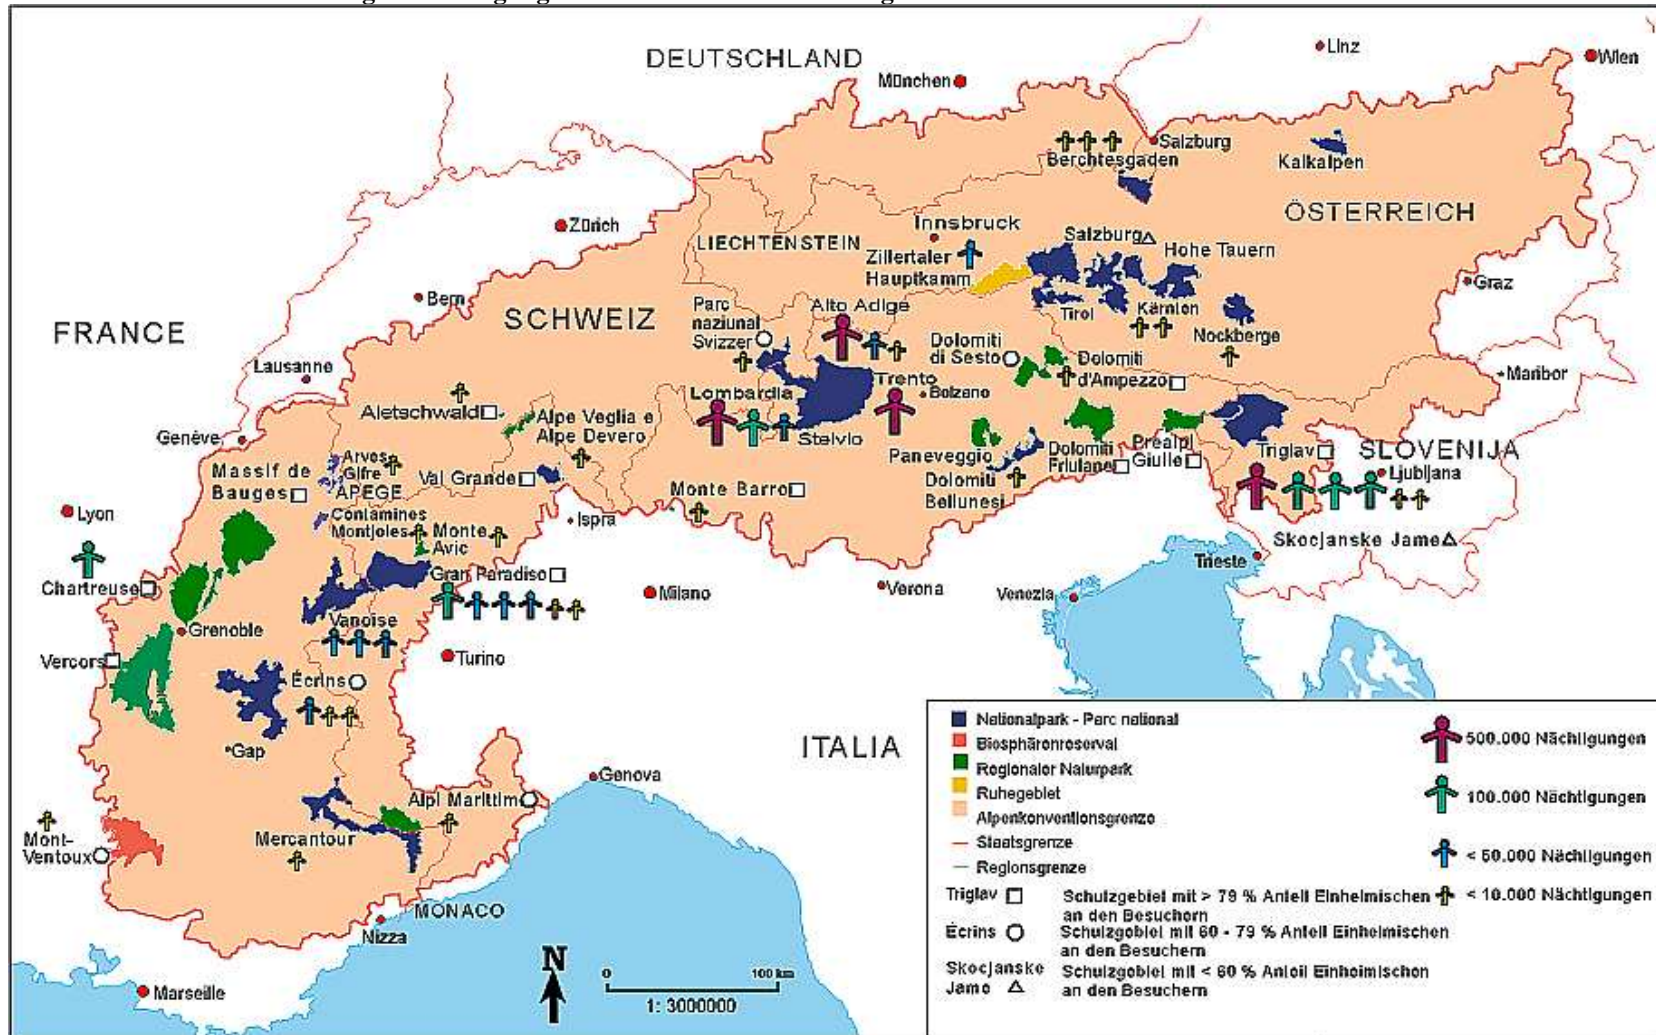 DEUTSCHLAND
München
Linz
Wien
Salzburg
Berchtesgaden
Kalkalpen
ÖSTERREICH
Zürich
Innsbruck
LIECHTENSTEIN
Zillertaler
Hauptkamm
Salzburg
Hohe Tauern
Graz
Bern
SCHWEIZ
FRANCE
Parc
naziunal
Svizzer
Alto Adige
Tirol
Kärnten
Nockberge
Dolomiti
di Sesto
Dolomiti
d'Ampezzo
Maribor
Lausanne
Lombardia
Trento
Bolzano
Aletschwald
Alpe Veglia e
Alpe Devero
Stelvio
Genève
Massif de
Bauges
Arves
Gifre
APEGE
Val Grande
Monte Barro
Paneveggio
Dolomiti
Bellunesi
Dolomiti
Friulane
Prealpi
Giulie
Triglav
SLOVENIJA
Ljubljana
Lyon
Contamines
Montjoies
Monte
Avic
Ispra
Skocjanske Jame
Trieste
Chartreuse
Gran Paradiso
Milano
Verona
Venezia
Grenoble
Vanoise
Vercors
Turino
Écrins
Gap
ITALIA
Genova
Alpi Marittime
Mercantour
Mont-
Ventoux
MONACO
Nizza
Marseille
N
0 100 km
1: 3000000
Nationalpark - Parc national
Biosphärenreservat
Regionaler Naturpark
Ruhegebiet
Alpenkonventionsgrenze
Staatsgrenze
Regionsgrenze
Triglav Schutzgebiet mit > 79 % Anteil Einheimischen
an den Besuchern
Écrins Schutzgebiet mit 60 - 79 % Anteil Einheimischen
an den Besuchern
Skocjanske Schutzgebiet mit < 60 % Anteil Einheimischen
Jame an den Besuchern
500.000 Nächtigungen
100.000 Nächtigungen
< 50.000 Nächtigungen
< 10.000 Nächtigungen